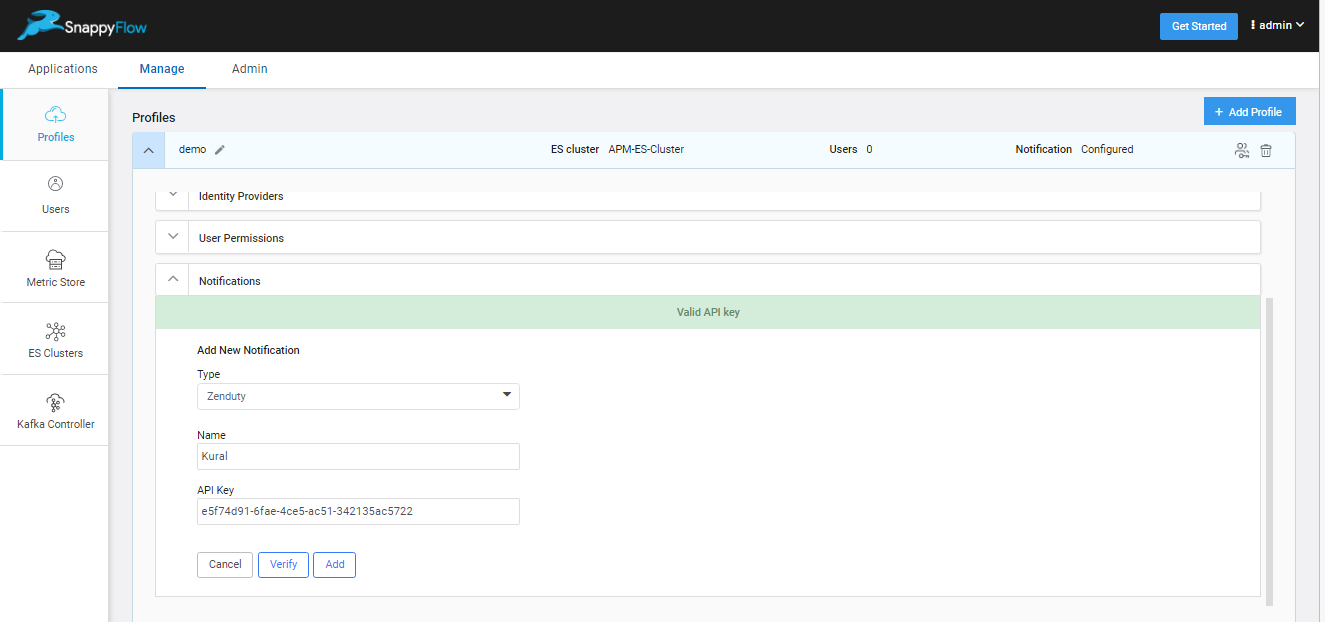 SnappyFlow
Get Started
admin
Applications Manage Admin
Profiles
Users
Metric Store
ES Clusters
Kafka Controller
Profiles
+ Add Profile
demo ES cluster APM-ES-Cluster Users 0 Notification Configured
Identity Providers
User Permissions
Notifications
Valid API key
Add New Notification
Type
Zenduty
Name
Kural
API Key
e5f74d91-6fae-4ce5-ac51-342135ac5722
Cancel Verify Add